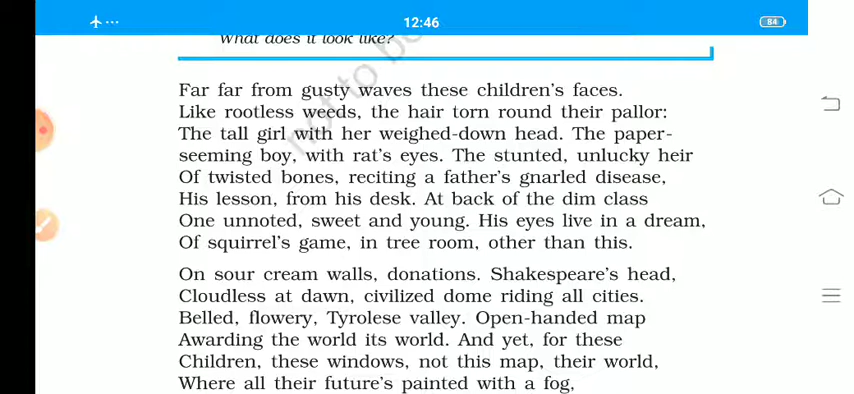 12:46
84
What does it look like?
not to be
Far far from gusty waves these children's faces.
Like rootless weeds, the hair torn round their pallor:
The tall girl with her weighed-down head. The paper-
seeming boy, with rat's eyes. The stunted, unlucky heir
Of twisted bones, reciting a father's gnarled disease,
His lesson, from his desk. At back of the dim class
One unnoted, sweet and young. His eyes live in a dream,
Of squirrel's game, in tree room, other than this.
On sour cream walls, donations. Shakespeare's head,
Cloudless at dawn, civilized dome riding all cities.
Belled, flowery, Tyrolese valley. Open-handed map
Awarding the world its world. And yet, for these
Children, these windows, not this map, their world,
Where all their future's painted with a fog,